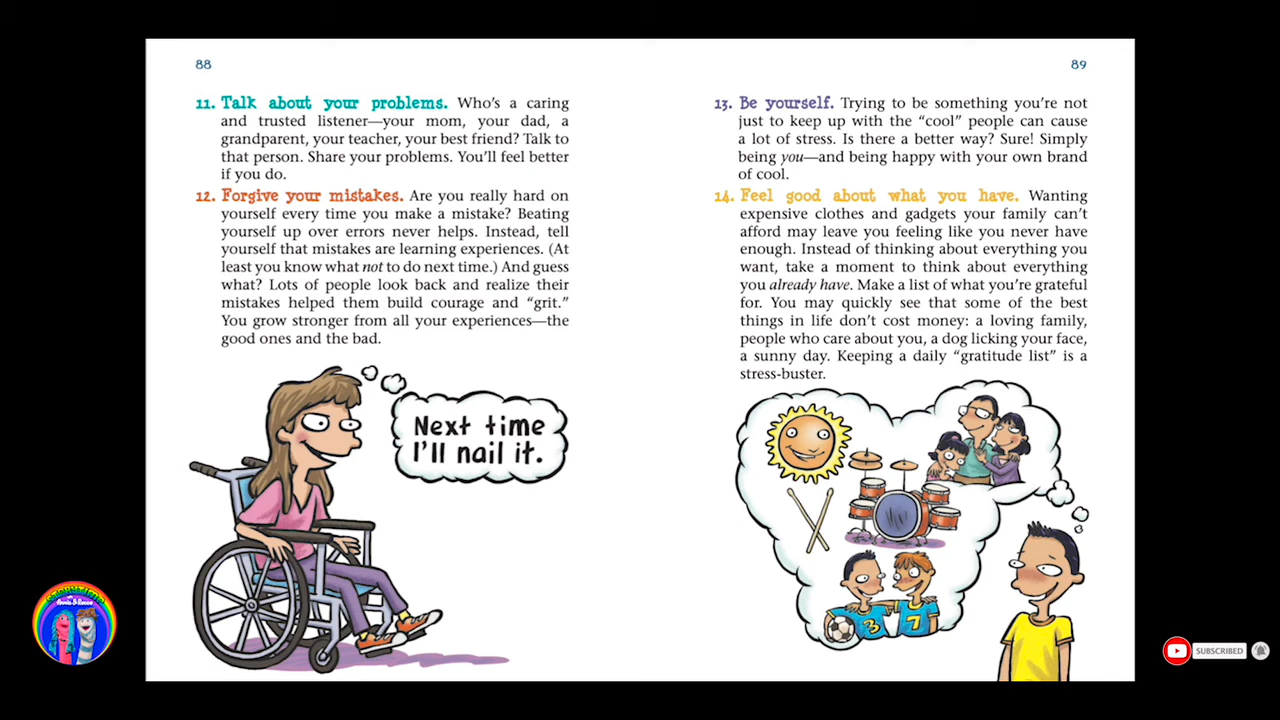 88
11. Talk about your problems. Who's a caring
and trusted listener—your mom, your dad, a
grandparent, your teacher, your best friend? Talk to
that person. Share your problems. You'll feel better
if you do.
12. Forgive your mistakes. Are you really hard on
yourself every time you make a mistake? Beating
yourself up over errors never helps. Instead, tell
yourself that mistakes are learning experiences. (At
least you know what not to do next time.) And guess
what? Lots of people look back and realize their
mistakes helped them build courage and “grit.”
You grow stronger from all your experiences—the
good ones and the bad.
Next time
I'll nail it.
89
13. Be yourself. Trying to be something you're not
just to keep up with the “cool” people can cause
a lot of stress. Is there a better way? Sure! Simply
being you—and being happy with your own brand
of cool.
14. Feel good about what you have. Wanting
expensive clothes and gadgets your family can't
afford may leave you feeling like you never have
enough. Instead of thinking about everything you
want, take a moment to think about everything
you already have. Make a list of what you're grateful
for. You may quickly see that some of the best
things in life don't cost money: a loving family,
people who care about you, a dog licking your face,
a sunny day. Keeping a daily “gratitude list” is a
stress-buster.
3 7
STORYTIME
with
Annie & Rocco
SUBSCRIBED